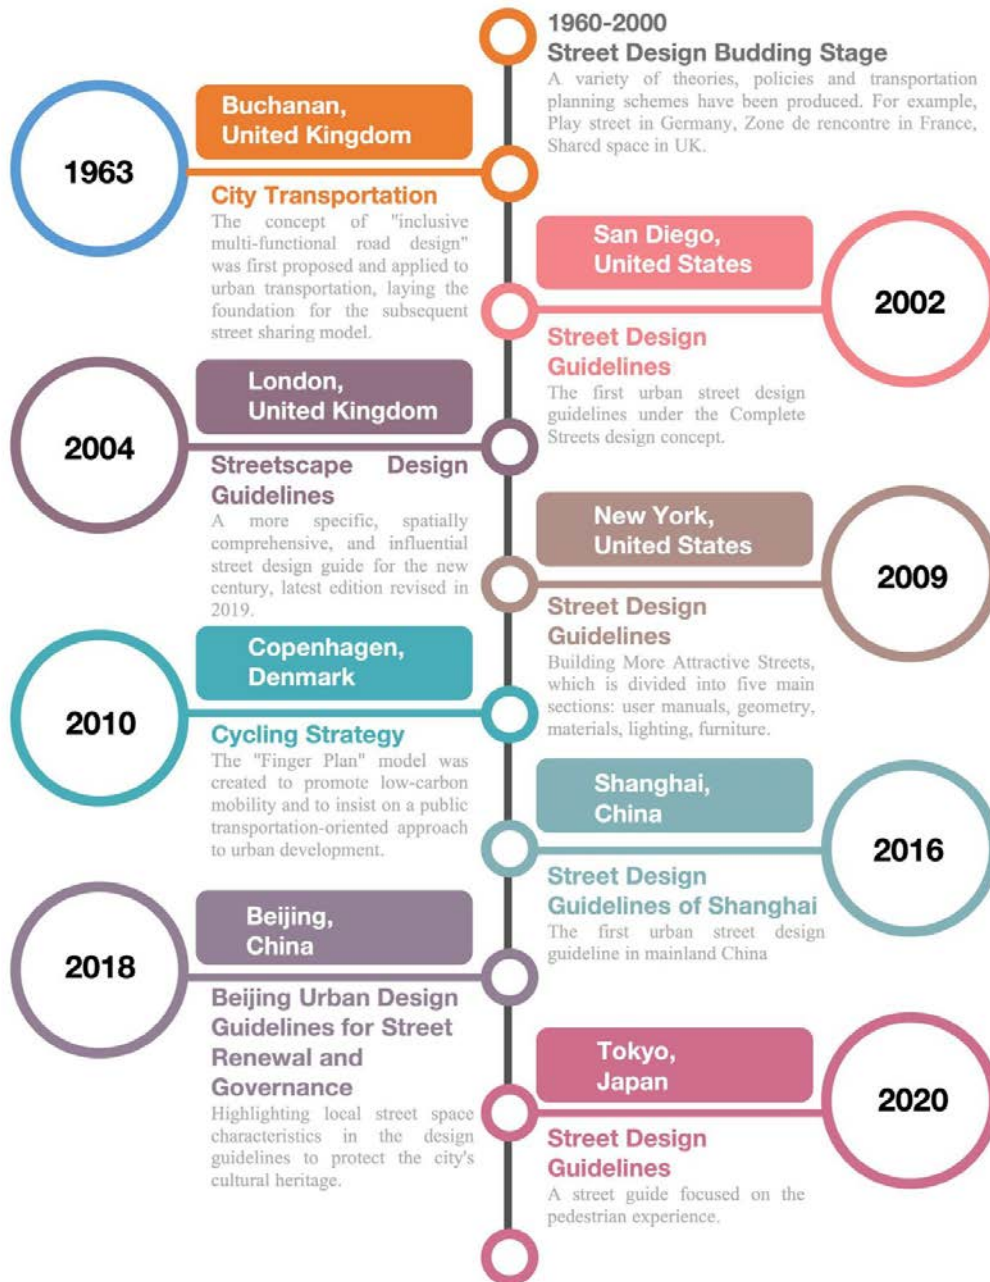 1960-2000
Street Design Budding Stage
A variety of theories, policies and transportation
planning schemes have been produced. For example,
Play street in Germany, Zone de rencontre in France,
Shared space in UK.
1963
Buchanan,
United Kingdom
City Transportation
The concept of "inclusive
multi-functional road design"
was first proposed and applied to
urban transportation, laying the
foundation for the subsequent
street sharing model.
San Diego,
United States
2002
Street Design
Guidelines
The first urban street design
guidelines under the Complete
Streets design concept.
2004
London,
United Kingdom
Streetscape Design
Guidelines
A more specific, spatially
comprehensive, and influential
street design guide for the new
century, latest edition revised in
2019.
New York,
United States
2009
Street Design
Guidelines
Building More Attractive Streets,
which is divided into five main
sections: user manuals, geometry,
materials, lighting, furniture.
2010
Copenhagen,
Denmark
Cycling Strategy
The "Finger Plan" model was
created to promote low-carbon
mobility and to insist on a public
transportation-oriented approach
to urban development.
Shanghai,
China
2016
Street Design
Guidelines of Shanghai
The first urban street design
guideline in mainland China
2018
Beijing,
China
Beijing Urban Design
Guidelines for Street
Renewal and
Governance
Highlighting local street space
characteristics in the design
guidelines to protect the city's
cultural heritage.
Tokyo,
Japan
2020
Street Design
Guidelines
A street guide focused on the
pedestrian experience.